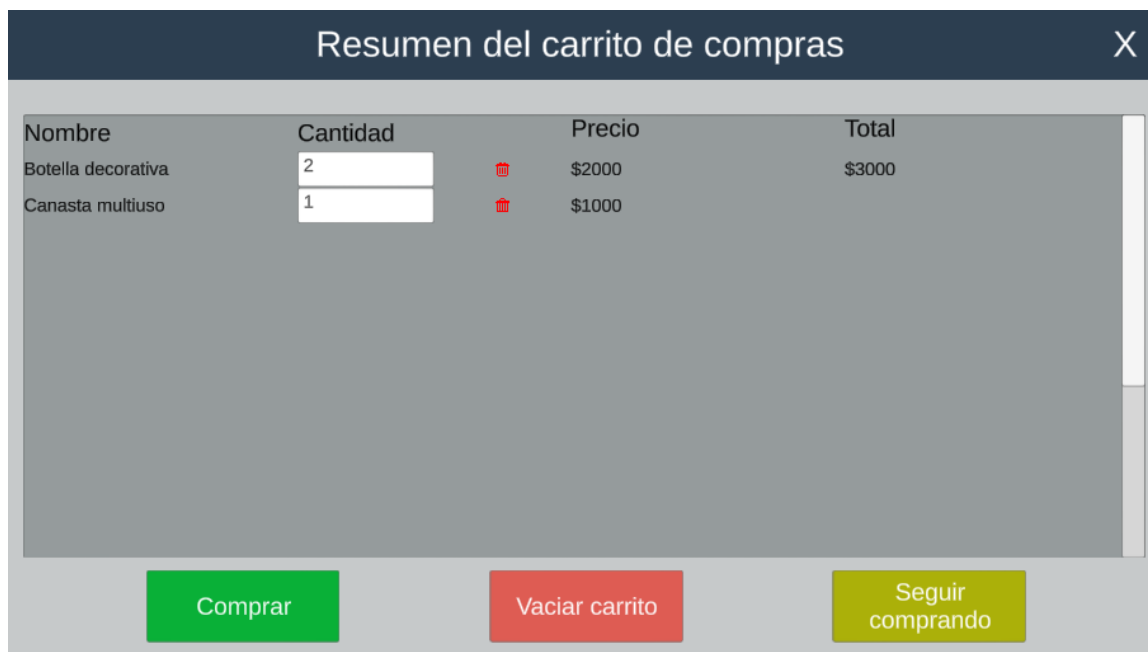 Resumen del carrito de compras X
Nombre Cantidad Precio Total
Botella decorativa 2 $2000 $3000
Canasta multiuso 1 $1000
Comprar Vaciar carrito Seguir
comprando